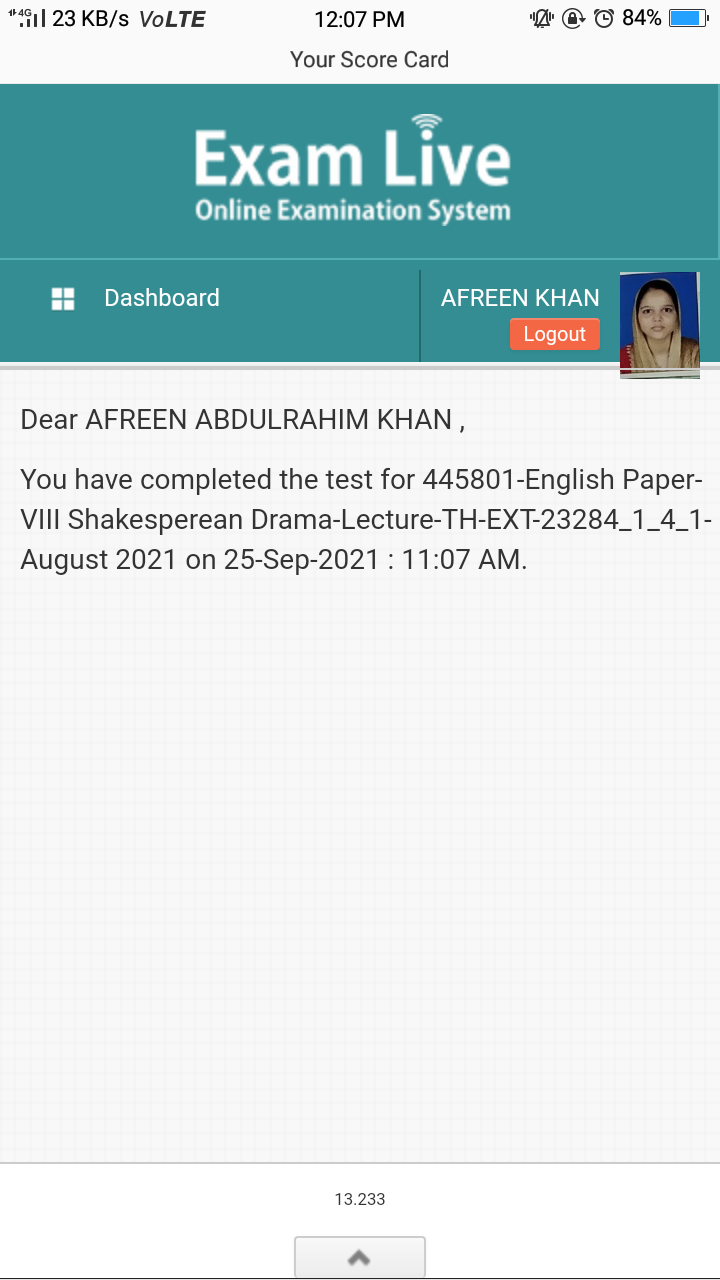 4G 23 KB/s VoLTE 12:07 PM 84%
Your Score Card
Exam Live
Online Examination System
Dashboard
AFREEN KHAN
Logout
Dear AFREEN ABDULRAHIM KHAN ,
You have completed the test for 445801-English Paper-
VIII Shakesperean Drama-Lecture-TH-EXT-23284_1_4_1-
August 2021 on 25-Sep-2021 : 11:07 AM.
13.233